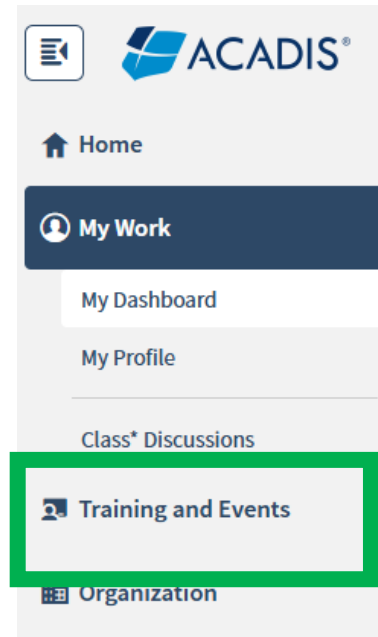 ACADIS®
Home
My Work
My Dashboard
My Profile
Class* Discussions
Training and Events
Organization